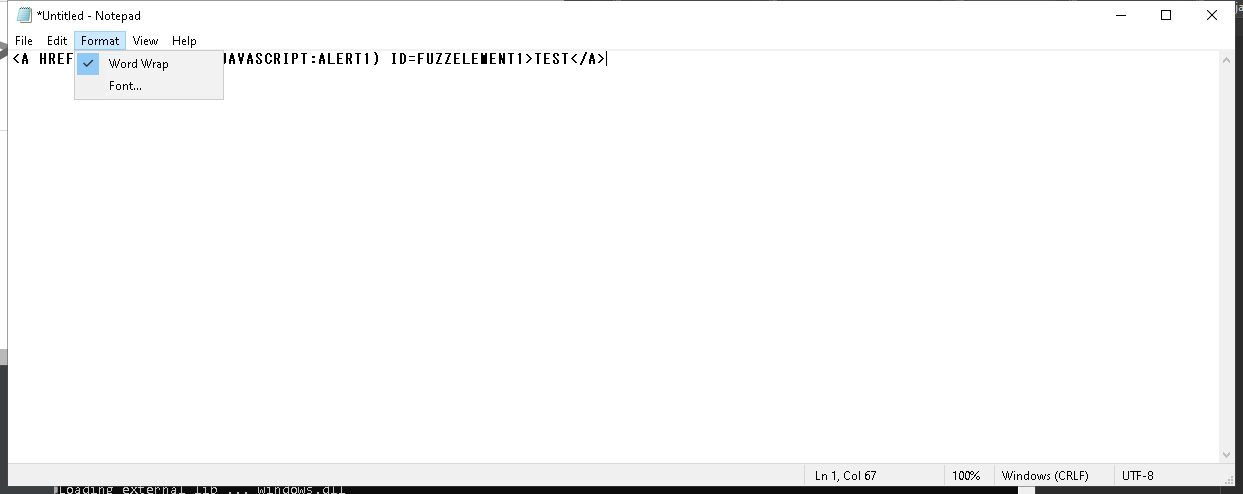 *Untitled - Notepad
File Edit Format View Help
<A HREF JAVASCRIPT:ALERT1) ID=FUZZELEMENT1>TEST</A>
Word Wrap
Font...
Ln 1, Col 67 100% Windows (CRLF) UTF-8
Loading external lib ... windows.dll